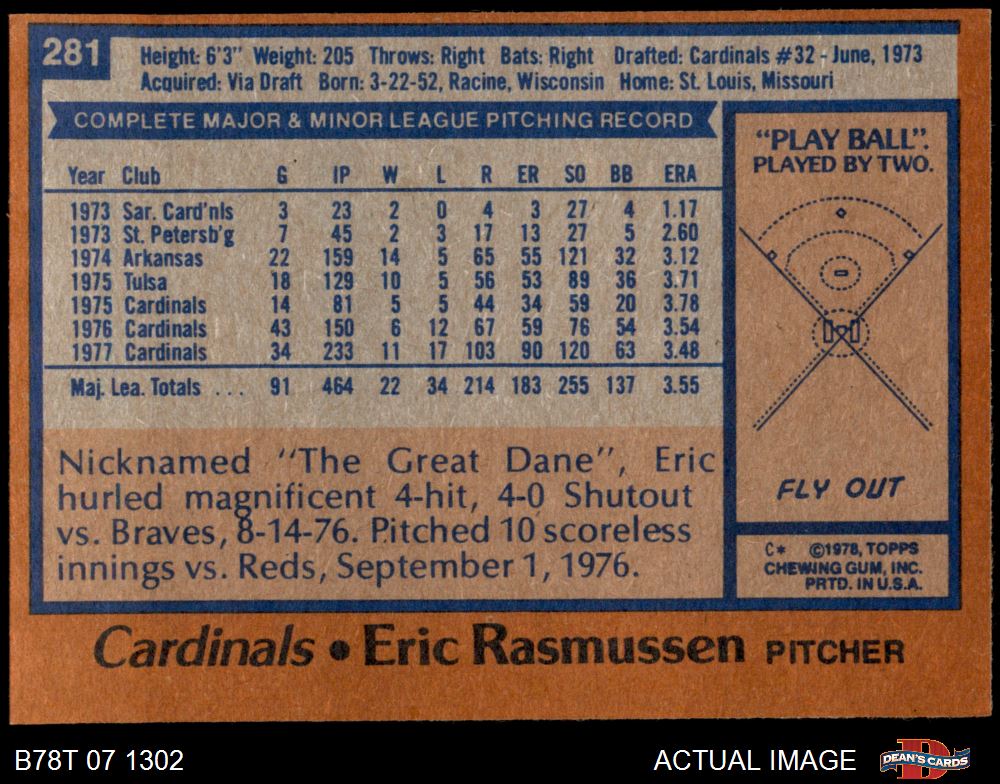 281
Height: 6'3" Weight: 205 Throws: Right Bats: Right Drafted: Cardinals #32 - June, 1973
Acquired: Via Draft Born: 3-22-52, Racine, Wisconsin Home: St. Louis, Missouri
COMPLETE MAJOR & MINOR LEAGUE PITCHING RECORD
Year Club G IP W L R ER SO BB ERA
1973 Sar. Card'nls 3 23 2 0 4 3 27 4 1.17
1973 St. Petersb'g 7 45 2 3 17 13 27 5 2.60
1974 Arkansas 22 159 14 5 65 55 121 32 3.12
1975 Tulsa 18 129 10 5 56 53 89 36 3.71
1975 Cardinals 14 81 5 5 44 34 59 20 3.78
1976 Cardinals 43 150 6 12 67 59 76 54 3.54
1977 Cardinals 34 233 11 17 103 90 120 63 3.48
Maj. Lea. Totals . . . 91 464 22 34 214 183 255 137 3.55
Nicknamed "The Great Dane", Eric
hurled magnificent 4-hit, 4-0 Shutout
vs. Braves, 8-14-76. Pitched 10 scoreless
innings vs. Reds, September 1, 1976.
"PLAY BALL".
PLAYED BY TWO.
FLY OUT
C* ©1978, TOPPS
CHEWING GUM, INC.
PRTD. IN U.S.A.
Cardinals • Eric Rasmussen PITCHER
B78T 07 1302
ACTUAL IMAGE
DEAN'S CARDS